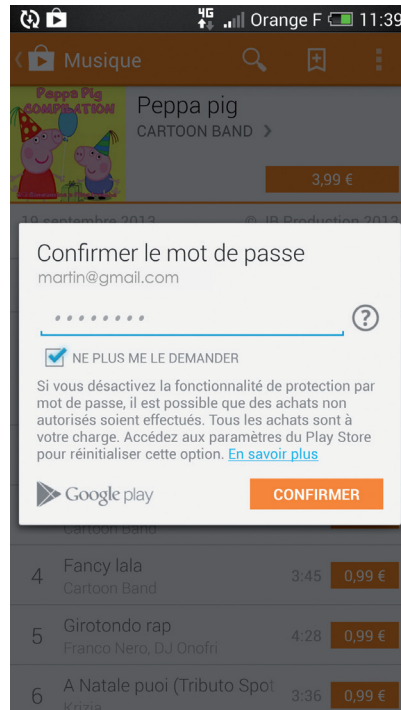 4G Orange F 11:39
Musique
Peppa Pig
COMPILATION
Peppa pig
CARTOON BAND >
3,99 €
19 septembre 2013 © JB Production 2013
Confirmer le mot de passe
martin@gmail.com
?
NE PLUS ME LE DEMANDER
Si vous désactivez la fonctionnalité de protection par
mot de passe, il est possible que des achats non
autorisés soient effectués. Tous les achats sont à
votre charge. Accédez aux paramètres du Play Store
pour réinitialiser cette option. En savoir plus
Google play CONFIRMER
Cartoon Band
4 Fancy lala 3:45 0,99 €
Cartoon Band
5 Girotondo rap 4:28 0,99 €
Franco Nero, DJ Onofri
6 A Natale puoi (Tributo Spot 3:36 0,99 €
Krizia